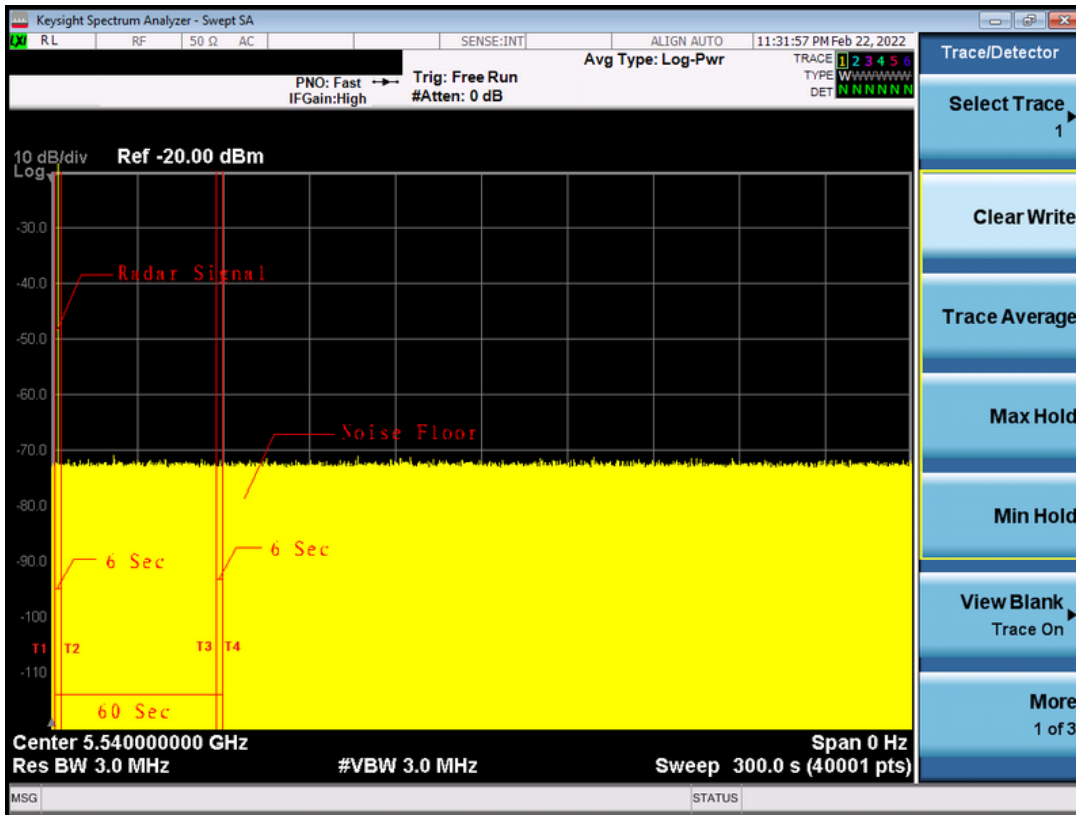 Keysight Spectrum Analyzer - Swept SA
LXI RL RF 50 Ω AC SENSE:INT ALIGN AUTO 11:31:57 PM Feb 22, 2022
PNO: Fast
IFGain:High
Trig: Free Run
#Atten: 0 dB
Avg Type: Log-Pwr
TRACE 1 2 3 4 5 6
TYPE WWWWWW
DET N N N N N N
10 dB/div
Log
Ref -20.00 dBm
-30.0
-40.0
-50.0
-60.0
-70.0
-80.0
-90.0
-100
-110
Radar Signal
Noise Floor
6 Sec
6 Sec
T1 T2 T3 T4
60 Sec
Center 5.540000000 GHz Span 0 Hz
Res BW 3.0 MHz #VBW 3.0 MHz Sweep 300.0 s (40001 pts)
MSG STATUS
Trace/Detector
Select Trace
1
Clear Write
Trace Average
Max Hold
Min Hold
View Blank
Trace On
More
1 of 3